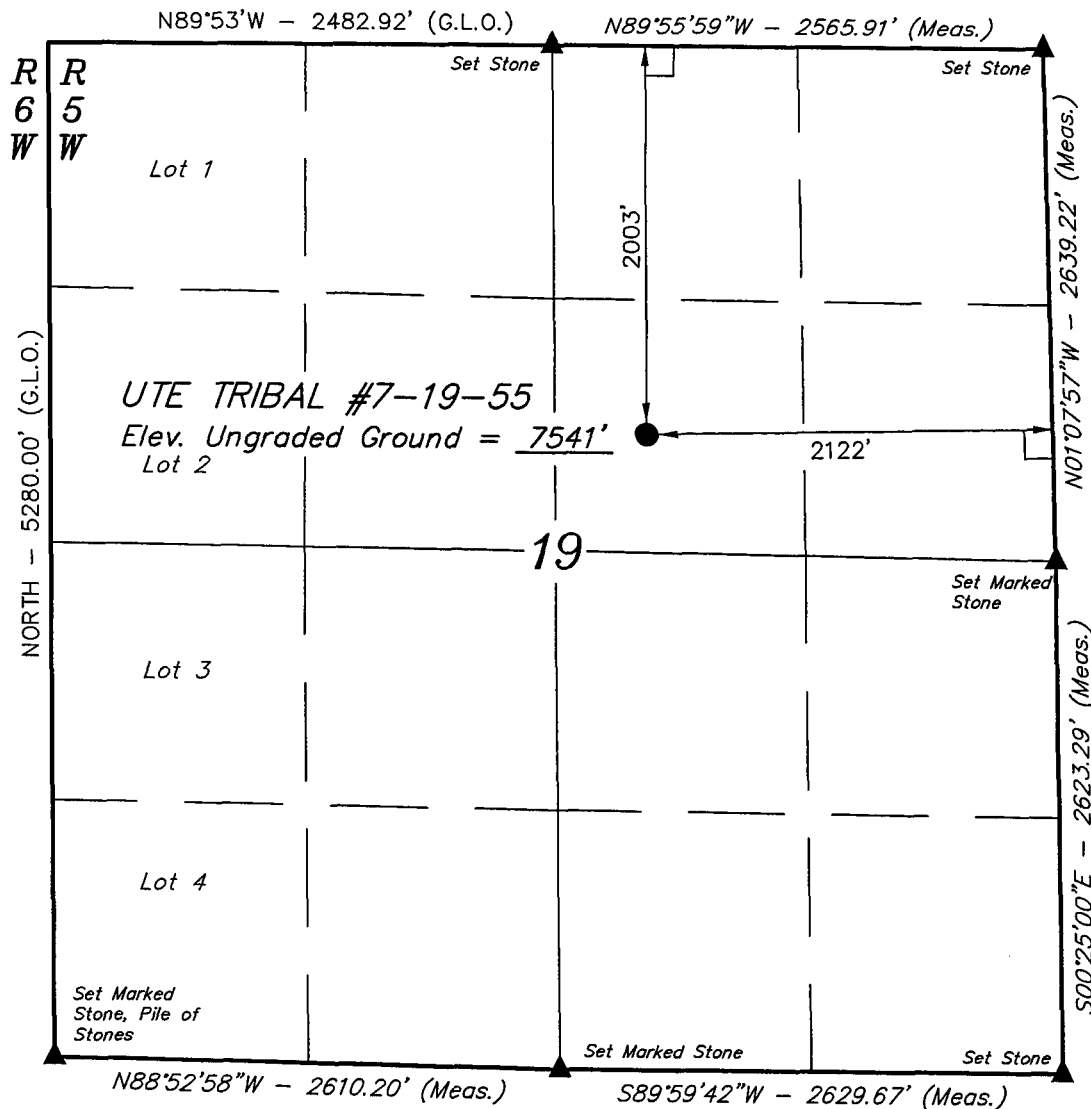 N89°53'W - 2482.92' (G.L.O.)
N89°55'59"W - 2565.91' (Meas.)
Set Stone
Set Stone
R R
6 5
W W
Lot 1
2003'
N01°07'57"W - 2639.22' (Meas.)
NORTH - 5280.00' (G.L.O.)
UTE TRIBAL #7-19-55
Elev. Ungraded Ground = 7541'
Lot 2
2122'
19
Set Marked
Stone
Lot 3
S00°25'00"E - 2623.29' (Meas.)
Lot 4
Set Marked
Stone, Pile of
Stones
Set Marked Stone
Set Stone
N88°52'58"W - 2610.20' (Meas.)
S89°59'42"W - 2629.67' (Meas.)